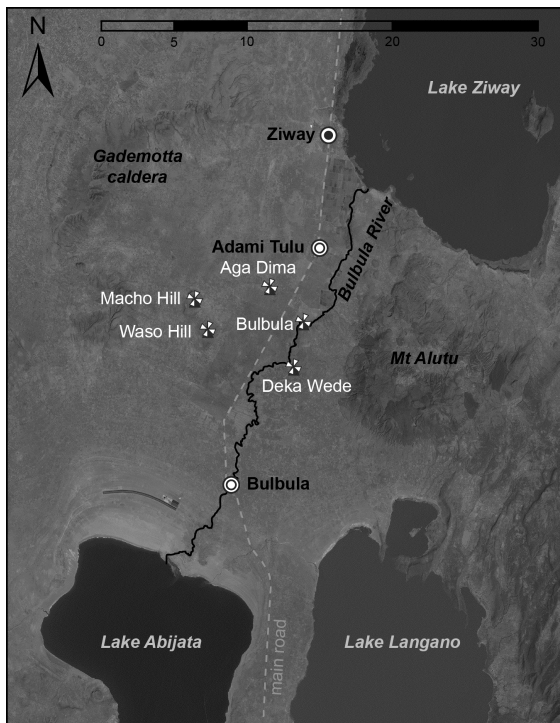 N
0 5 10 20 30
Lake Ziway
Ziway
Gademotta
caldera
Bulbula River
Adami Tulu
Aga Dima
Macho Hill
Waso Hill
Bulbula
Mt Alutu
Deka Wede
Bulbula
Lake Abijata
main road
Lake Langano